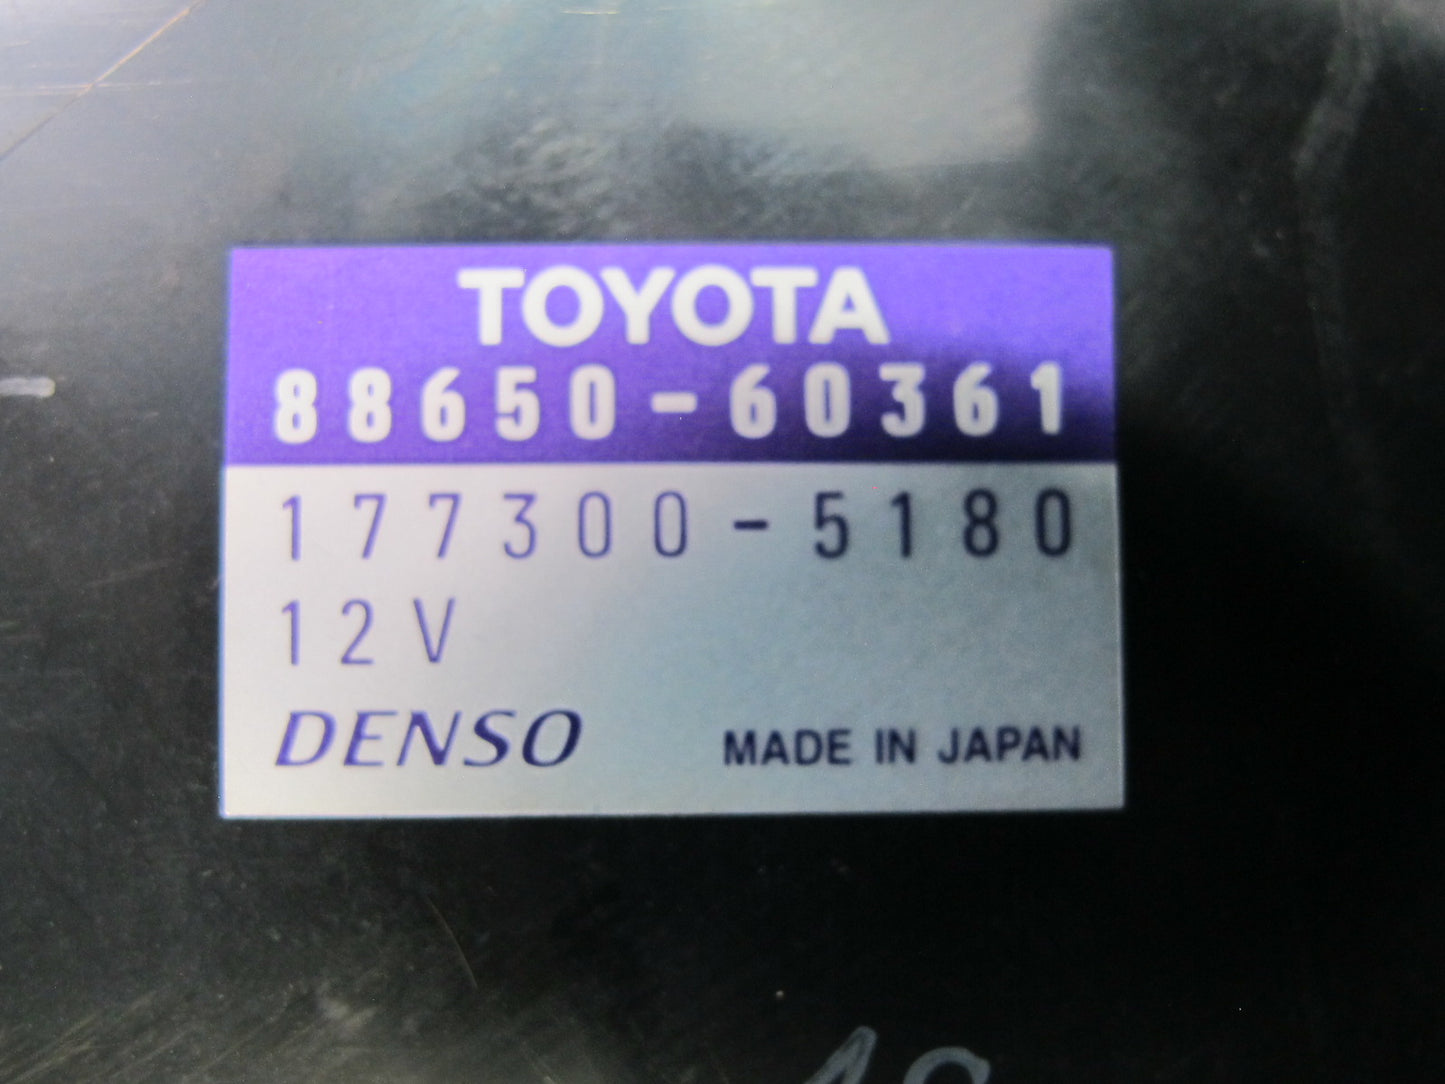 TOYOTA
88650-60361
177300-5180
12V
DENSO MADE IN JAPAN